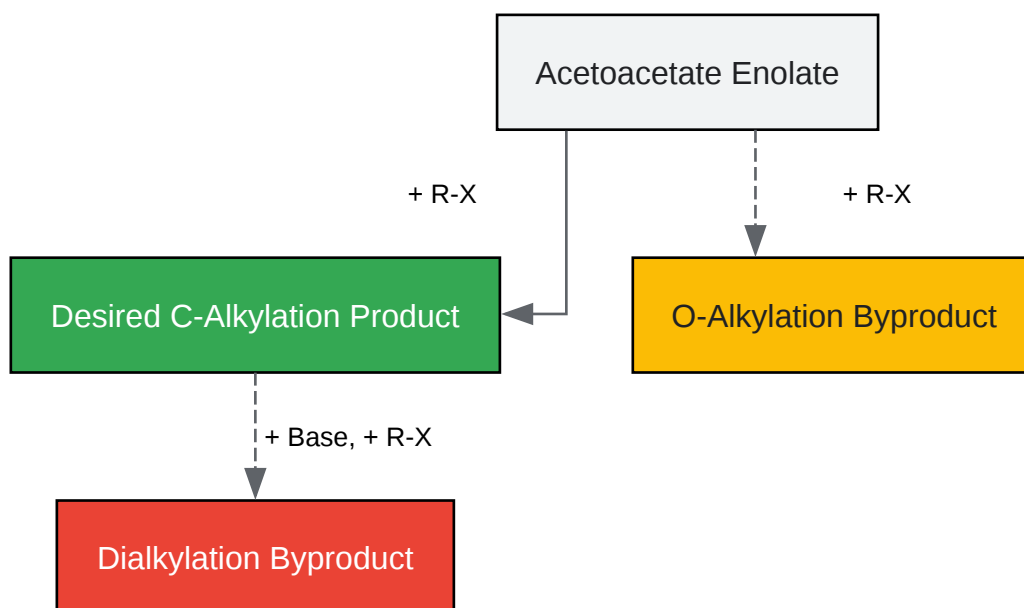 Acetoacetate Enolate
+ R-X
+ R-X
Desired C-Alkylation Product
O-Alkylation Byproduct
+ Base, + R-X
Dialkylation Byproduct